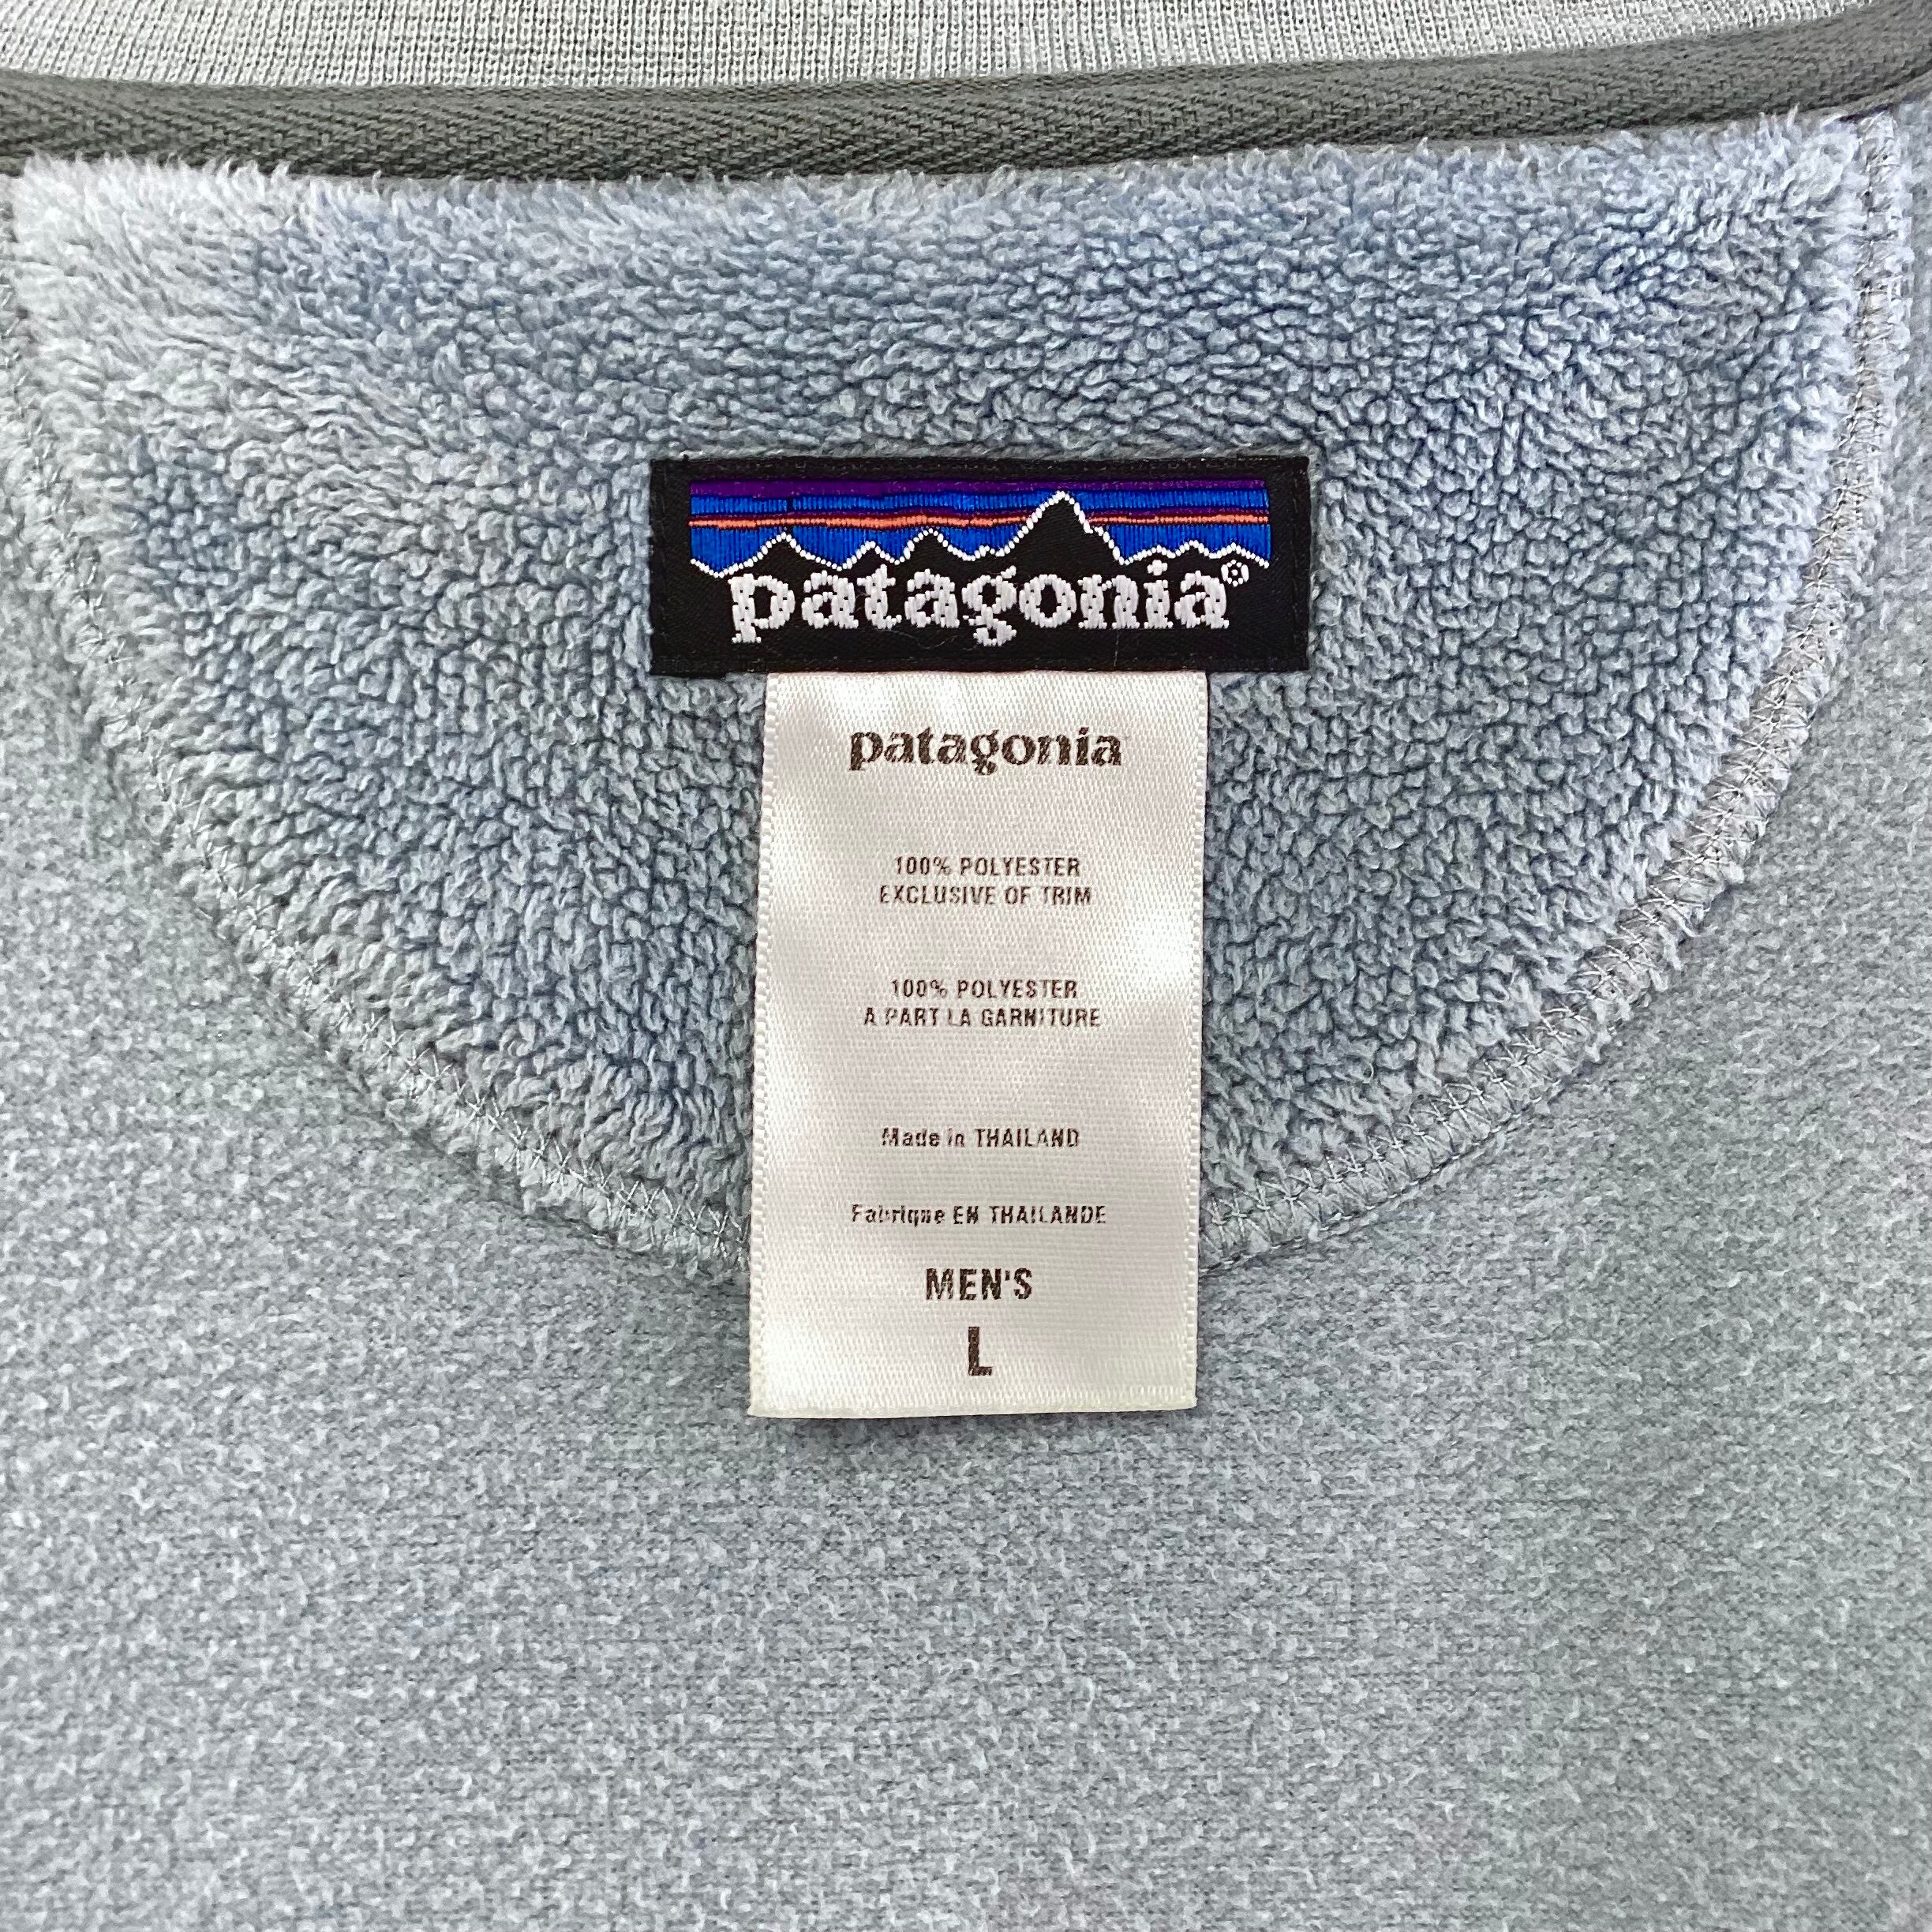 patagonia®
patagonia
100% POLYESTER
EXCLUSIVE OF TRIM
100% POLYESTER
A PART LA GARNITURE
Made in THAILAND
Fabrique EN THAILANDE
MEN'S
L